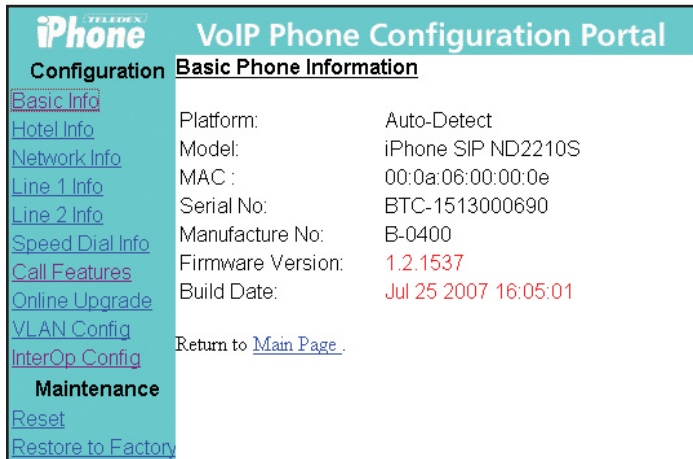 TELEDEX
iPhone
VoIP Phone Configuration Portal
Configuration
Basic Info
Hotel Info
Network Info
Line 1 Info
Line 2 Info
Speed Dial Info
Call Features
Online Upgrade
VLAN Config
InterOp Config
Maintenance
Reset
Restore to Factory
Basic Phone Information
Platform: Auto-Detect
Model: iPhone SIP ND2210S
MAC : 00:0a:06:00:00:0e
Serial No: BTC-1513000690
Manufacture No: B-0400
Firmware Version: 1.2.1537
Build Date: Jul 25 2007 16:05:01
Return to Main Page .